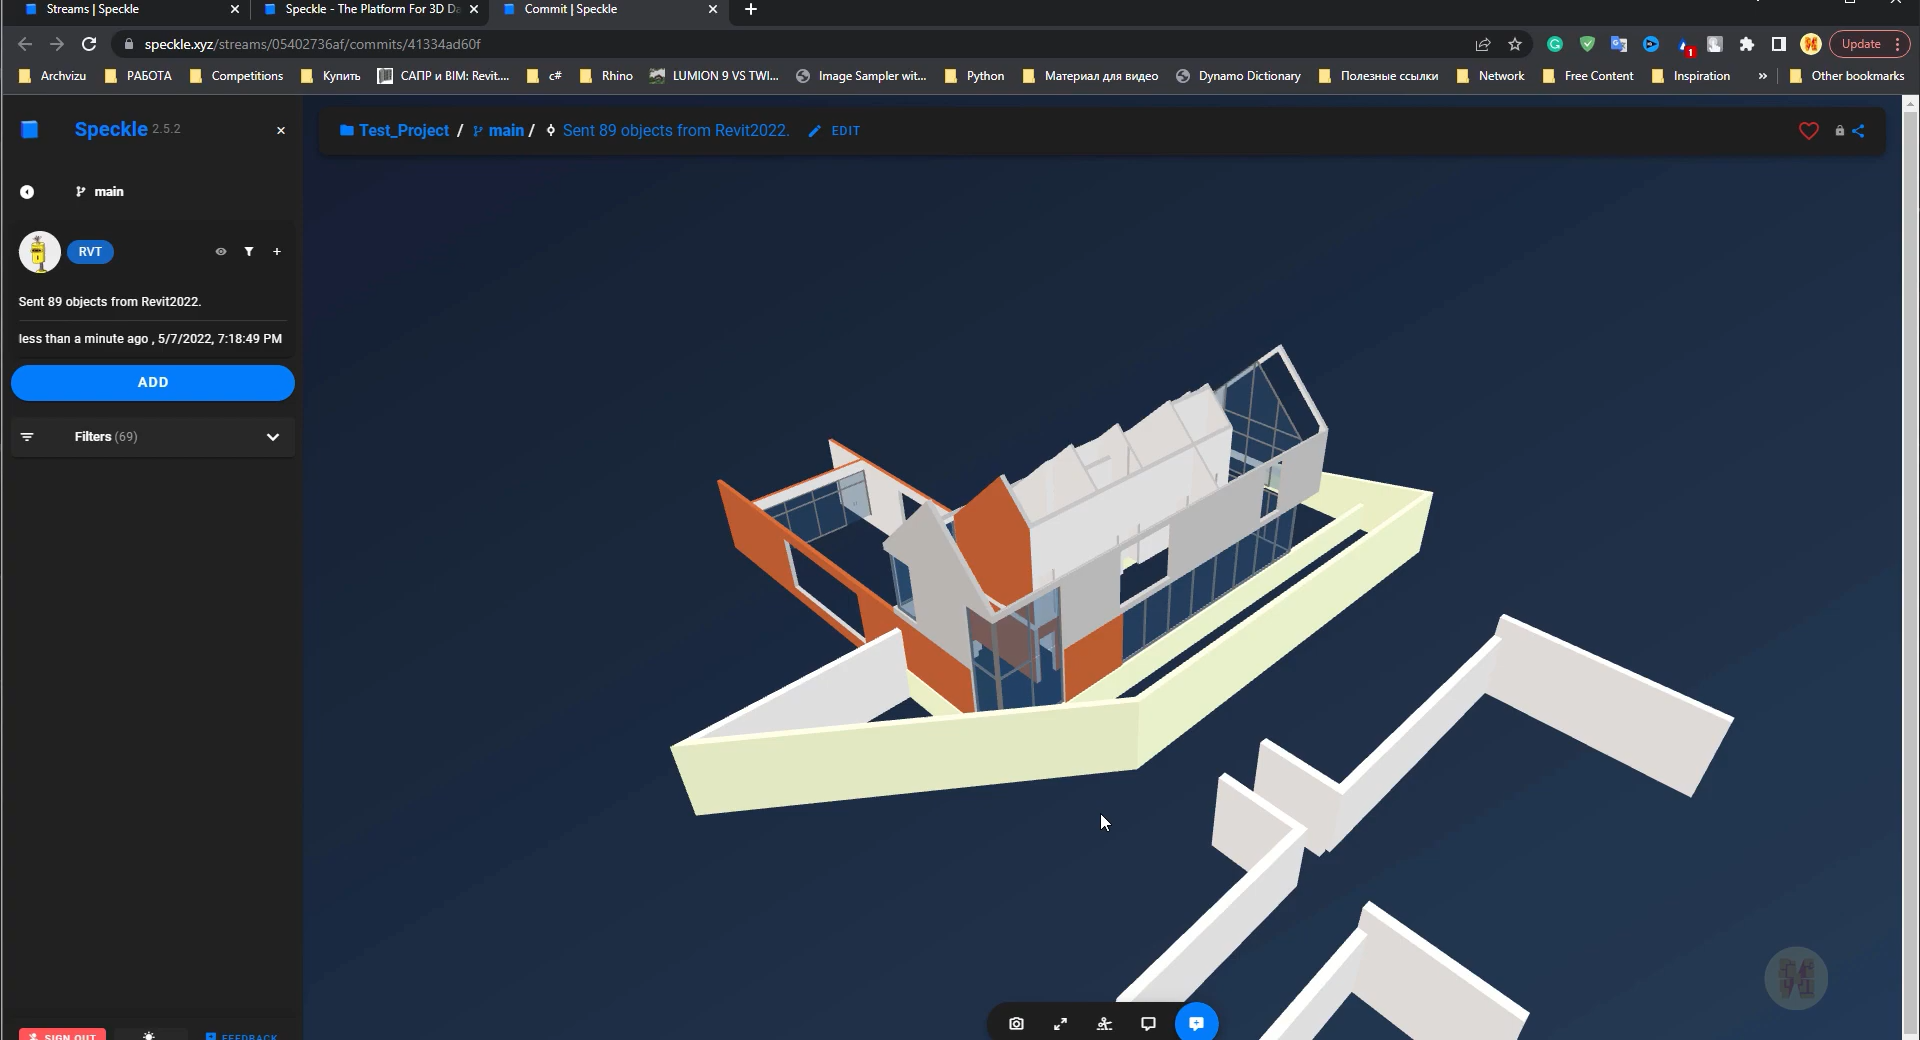 Streams | Speckle
Speckle - The Platform For 3D Da
Commit | Speckle
speckle.xyz/streams/05402736af/commits/41334ad60f
Update
Archvizu
РАБОТА
Competitions
Купить
САПР и BIM: Revit....
c#
Rhino
LUMION 9 VS TWI...
Image Sampler wit...
Python
Материал для видео
Dynamo Dictionary
Полезные ссылки
Network
Free Content
Inspiration
»
Other bookmarks
Speckle 2.5.2
Test_Project / main / Sent 89 objects from Revit2022. EDIT
main
RVT
Sent 89 objects from Revit2022.
less than a minute ago , 5/7/2022, 7:18:49 PM
ADD
Filters (69)
SIGN OUT
FEEDBACK
1